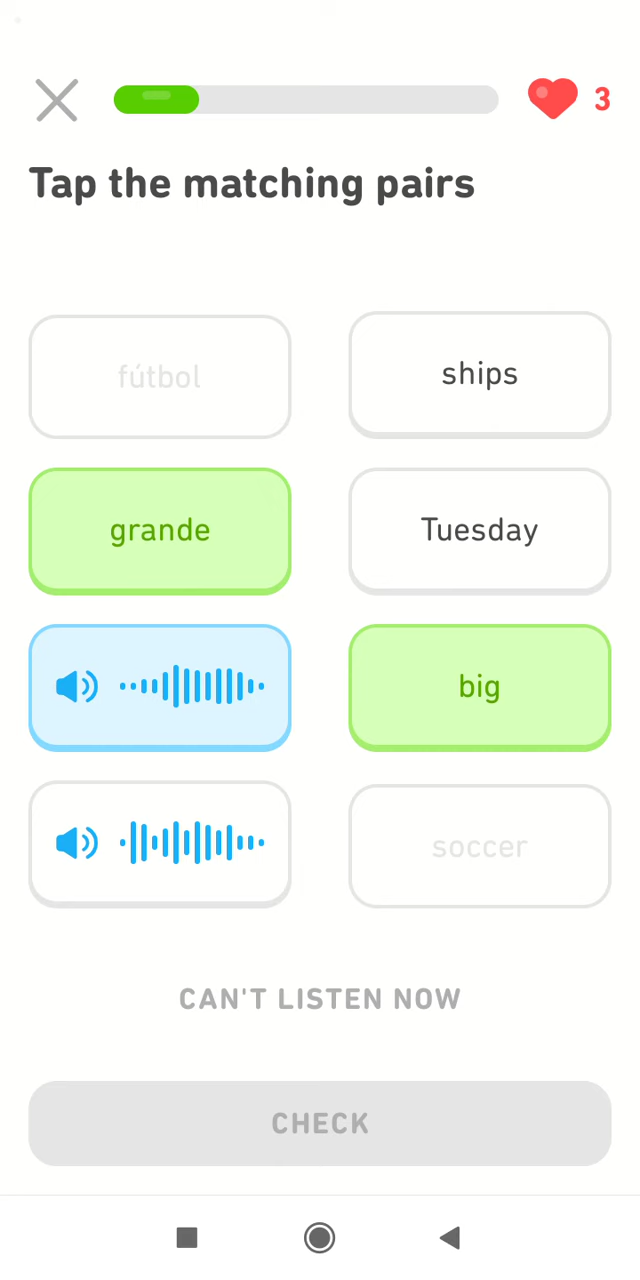 3
Tap the matching pairs
fútbol
ships
grande
Tuesday
big
soccer
CAN'T LISTEN NOW
CHECK